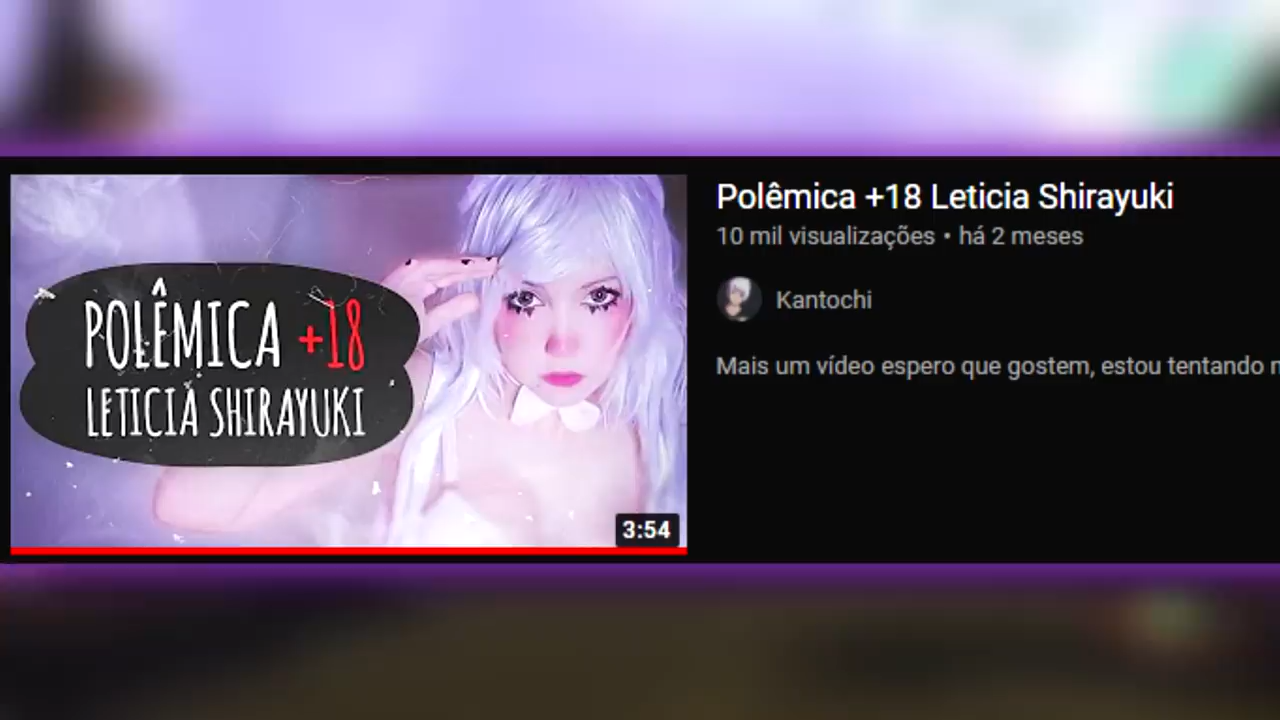 POLÊMICA +18
LETICIA SHIRAYUKI
3:54
Polêmica +18 Leticia Shirayuki
10 mil visualizações • há 2 meses
Kantochi
Mais um vídeo espero que gostem, estou tentando